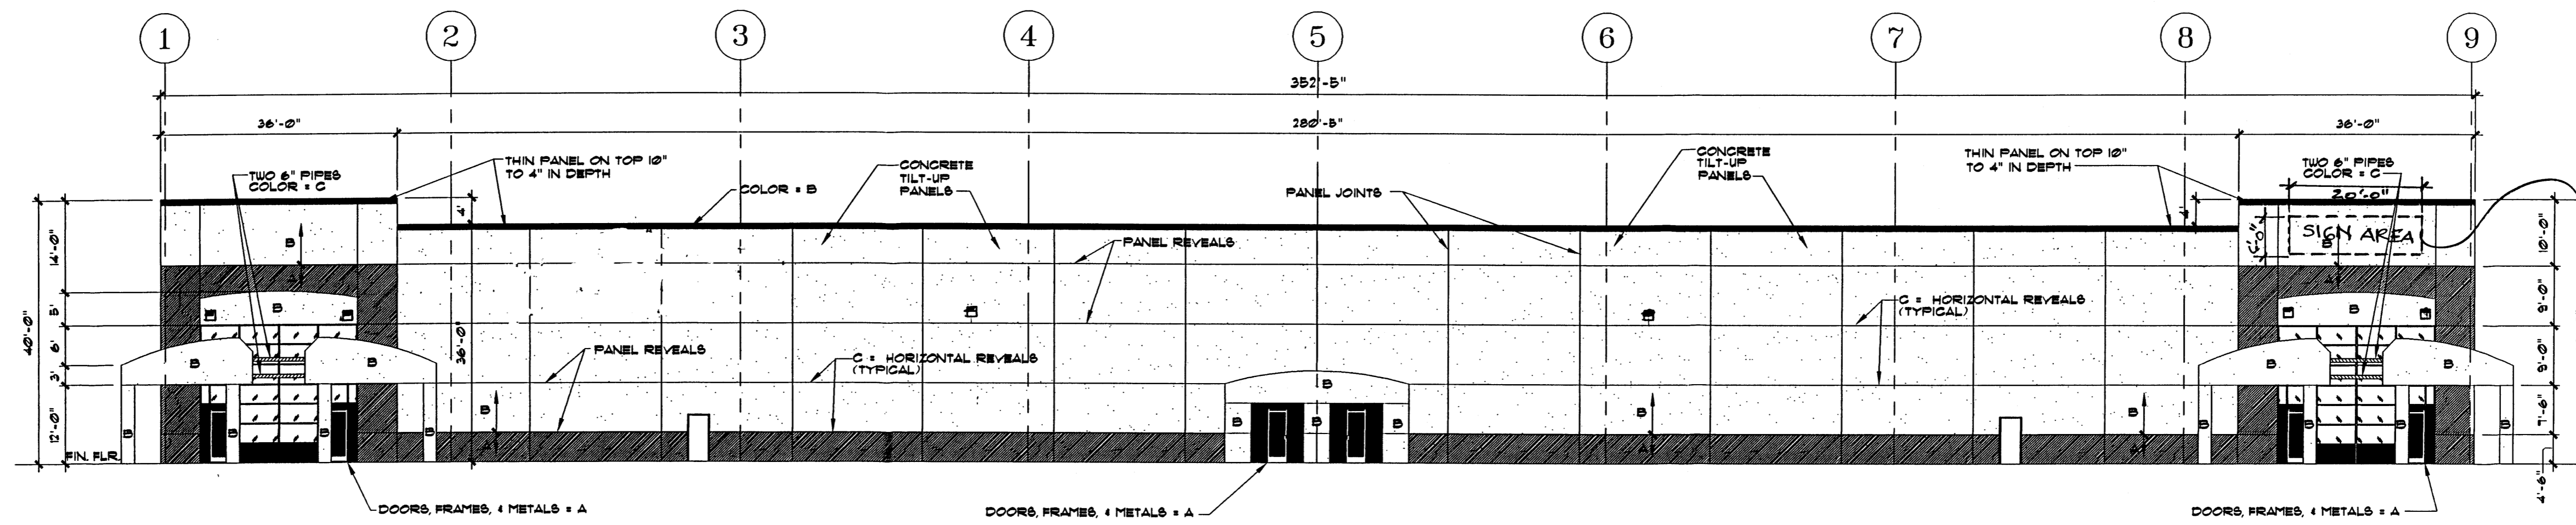 1 2 3 4 5 6 7 8 9
352'-5"
36'-0" 280'-5" 36'-0"
TWO 6" PIPES
COLOR = C
THIN PANEL ON TOP 10"
TO 4" IN DEPTH
COLOR = B
CONCRETE
TILT-UP
PANELS
PANEL JOINTS
CONCRETE
TILT-UP
PANELS
THIN PANEL ON TOP 10"
TO 4" IN DEPTH
TWO 6" PIPES
COLOR = C
20'-0"
6'-0"
SIGN AREA
B
40'-0"
14'-0"
5'
6'
3'
12'-0"
FIN. FLR.
4'
36'-0"
4'
B
A
B
B
B
B
B
B
PANEL REVEALS
PANEL REVEALS
C = HORIZONTAL REVEALS
(TYPICAL)
C = HORIZONTAL REVEALS
(TYPICAL)
B
A
B
B
B
B
B
A
B
A
A
B
B
B
B
B
B
B
10'-0"
9'-0"
9'-0"
7'-6"
4'-6"
DOORS, FRAMES, & METALS = A
DOORS, FRAMES, & METALS = A
DOORS, FRAMES, & METALS = A